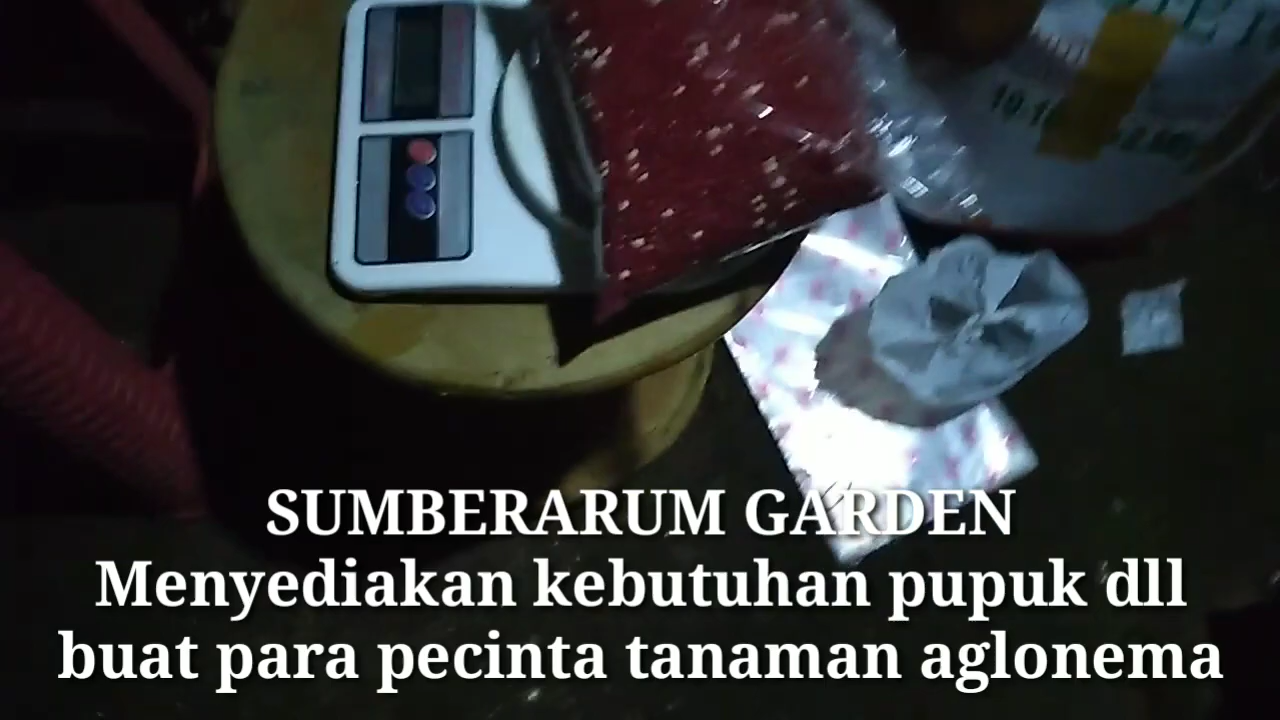 SUMBERARUM GARDEN
Menyediakan kebutuhan pupuk dll
buat para pecinta tanaman aglonema